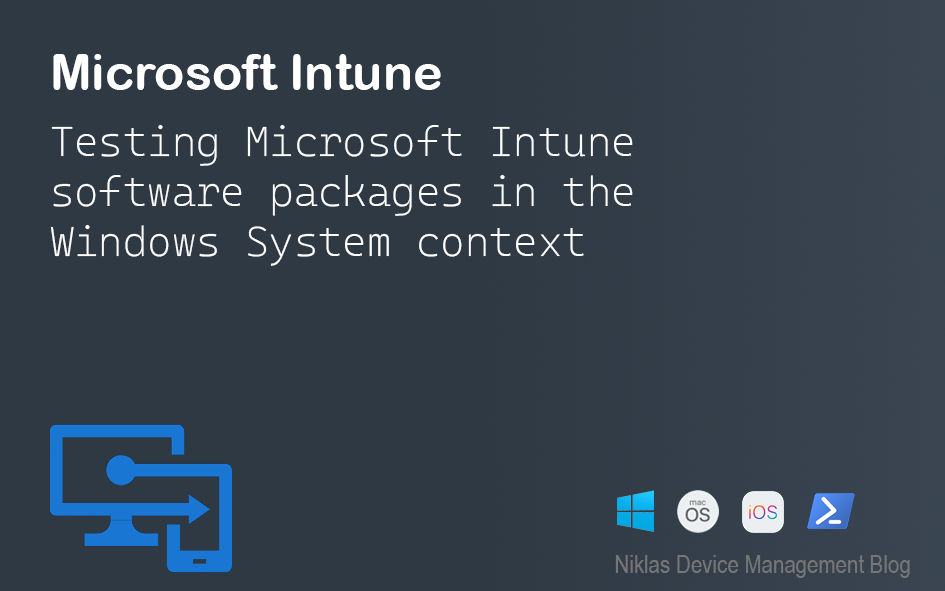 Microsoft Intune
Testing Microsoft Intune
software packages in the
Windows System context
mac
OS
iOS
Niklas Device Management Blog